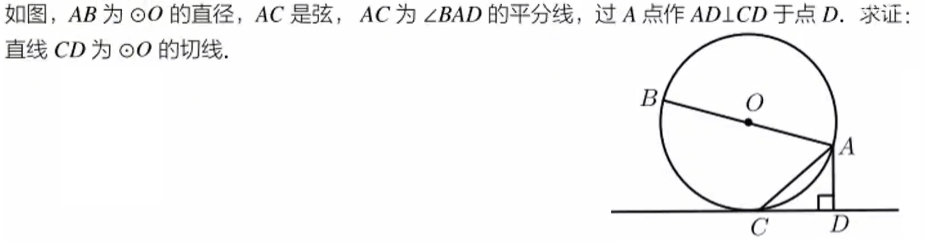 如图，AB 为 ⊙O 的直径，AC 是弦， AC 为 ∠BAD 的平分线，过 A 点作 AD⊥CD 于点 D．求证：
直线 CD 为 ⊙O 的切线．
B
O
A
C
D